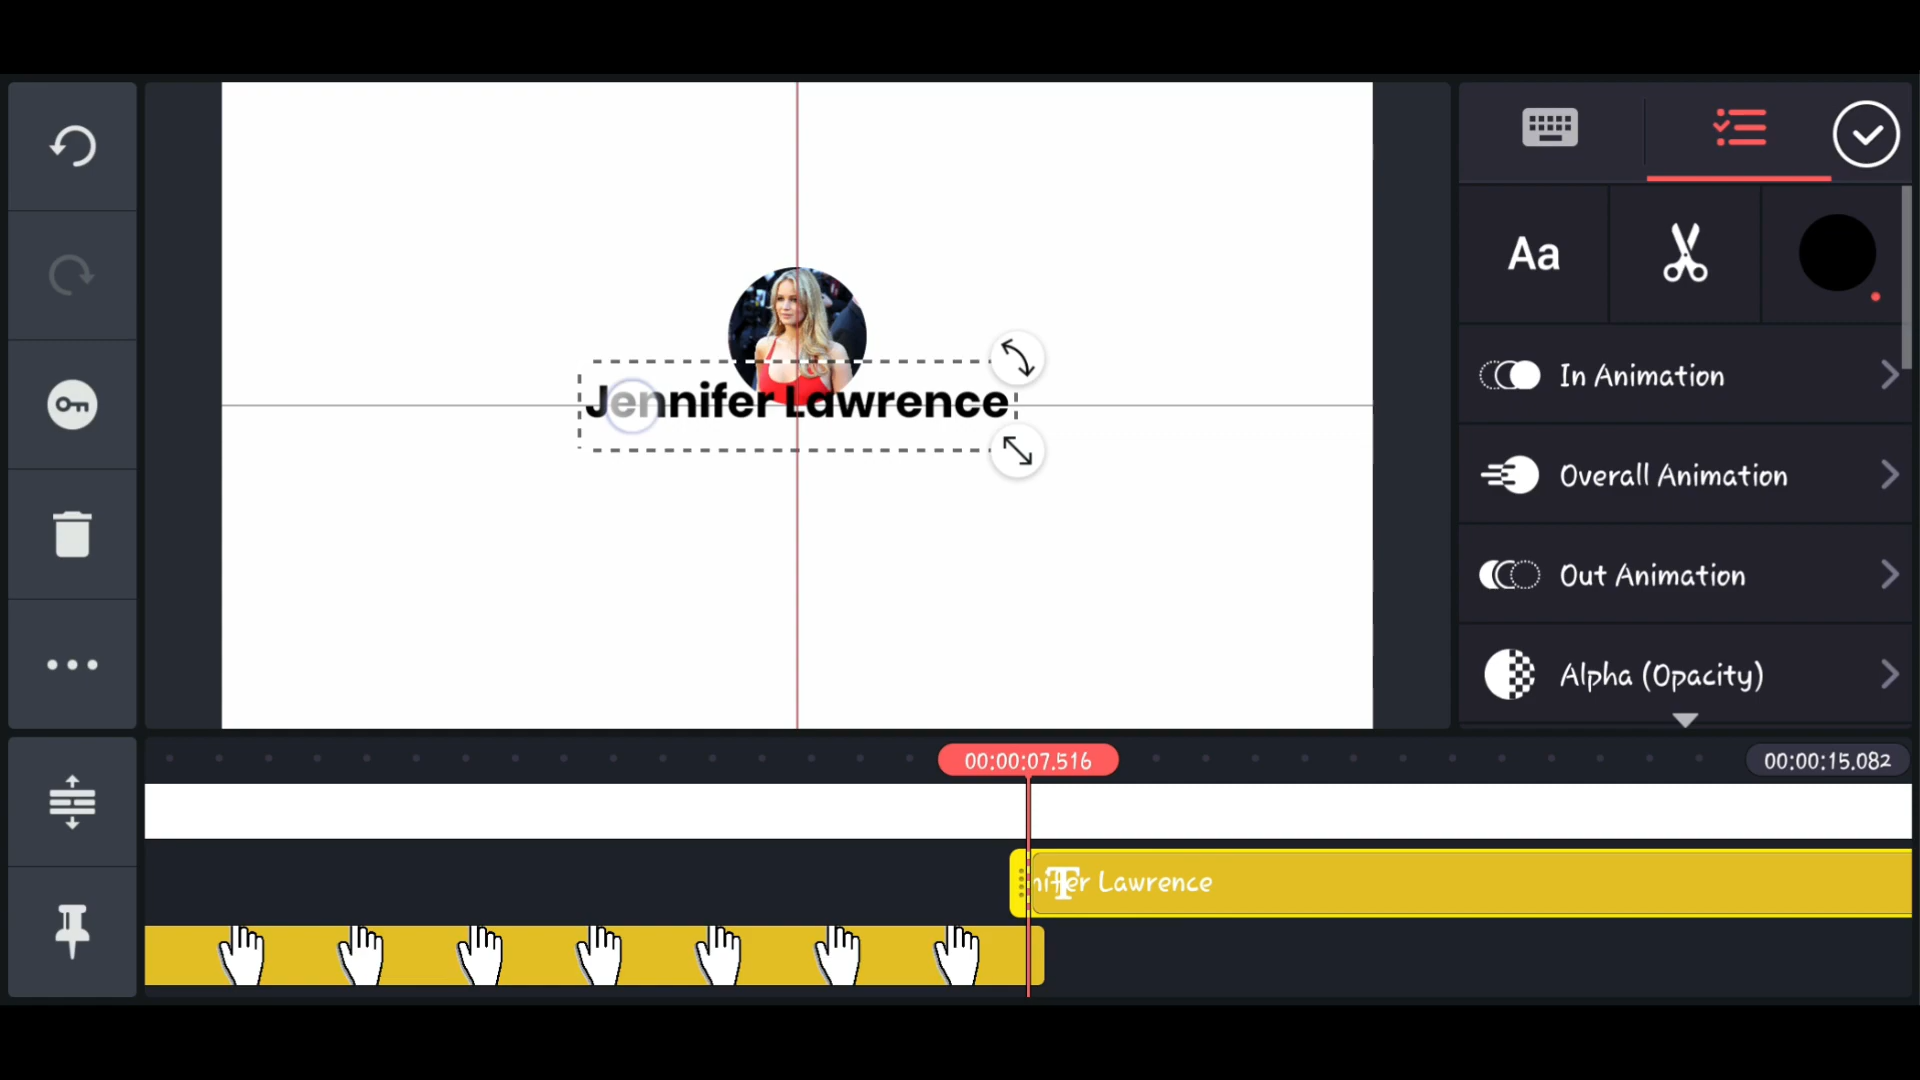 Jennifer Lawrence
Aa
In Animation
Overall Animation
Out Animation
Alpha (Opacity)
00:00:07.516
00:00:15.082
T
nifer Lawrence